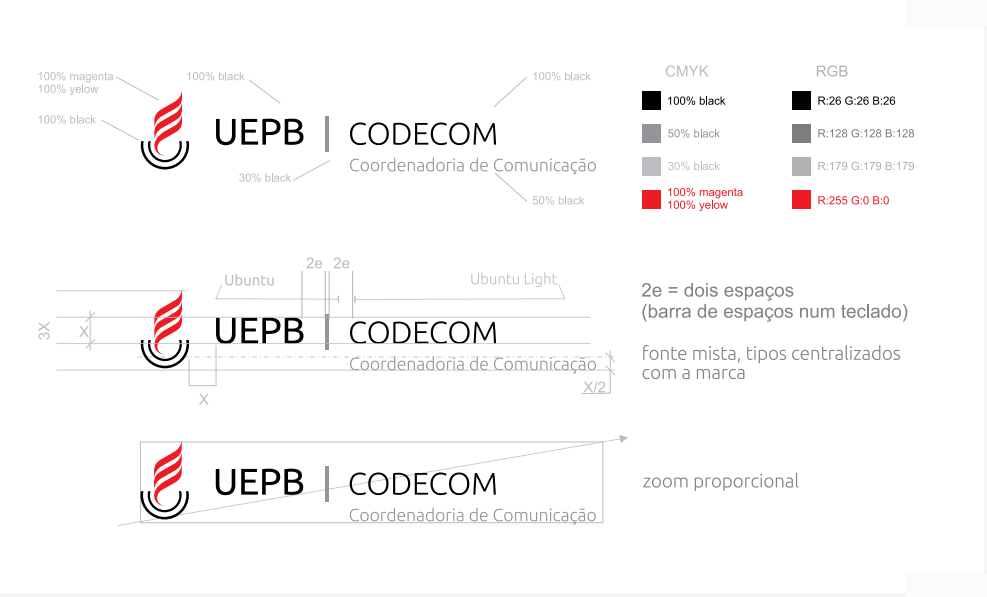 100% magenta
100% yelow
100% black
100% black
100% black
UEPB
CODECOM
Coordenadoria de Comunicação
30% black
50% black
CMYK
100% black
50% black
30% black
100% magenta
100% yelow
RGB
R:26 G:26 B:26
R:128 G:128 B:128
R:179 G:179 B:179
R:255 G:0 B:0
2e 2e
Ubuntu
Ubuntu Light
3X
X
UEPB
CODECOM
Coordenadoria de Comunicação
X
X/2
2e = dois espaços
(barra de espaços num teclado)
fonte mista, tipos centralizados
com a marca
UEPB
CODECOM
Coordenadoria de Comunicação
zoom proporcional